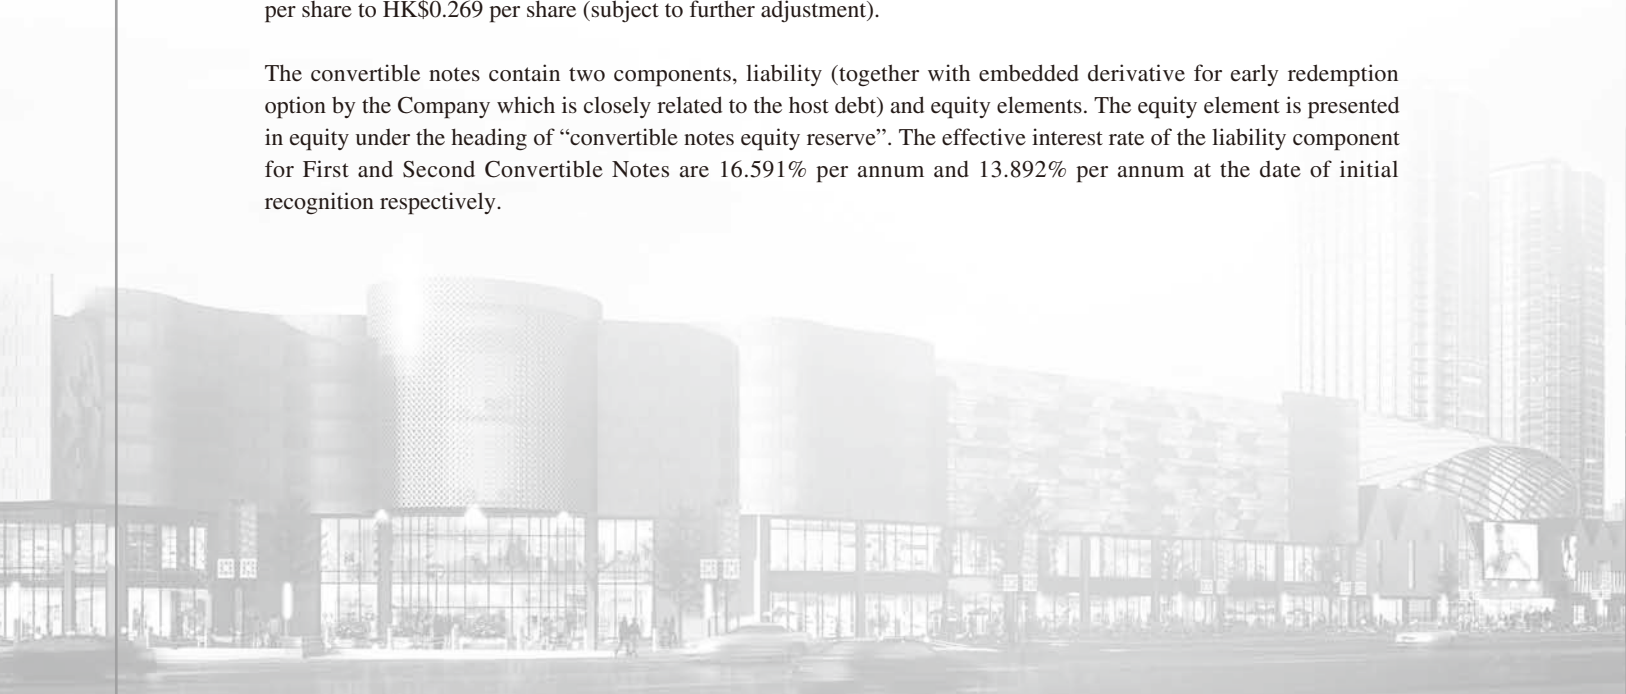 per share to HK$0.269 per share (subject to further adjustment).
The convertible notes contain two components, liability (together with embedded derivative for early redemption
option by the Company which is closely related to the host debt) and equity elements. The equity element is presented
in equity under the heading of “convertible notes equity reserve”. The effective interest rate of the liability component
for First and Second Convertible Notes are 16.591% per annum and 13.892% per annum at the date of initial
recognition respectively.